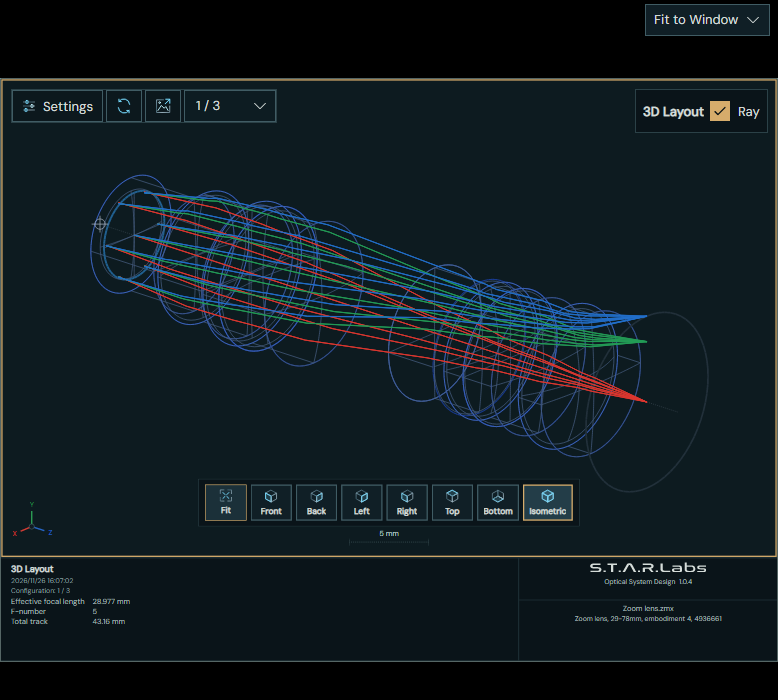 Fit to Window
Settings
1 / 3
3D Layout
Ray
Fit
Front
Back
Left
Right
Top
Bottom
Isometric
Y
X
Z
5 mm
3D Layout
2026/11/26 16:07:02
Configuration: 1 / 3
Effective focal length 28.977 mm
F-number 5
Total track 43.16 mm
S.T.A.R.Labs
Optical System Design 1.0.4
Zoom lens.zmx
Zoom lens, 29-78mm, embodiment 4, 4936661